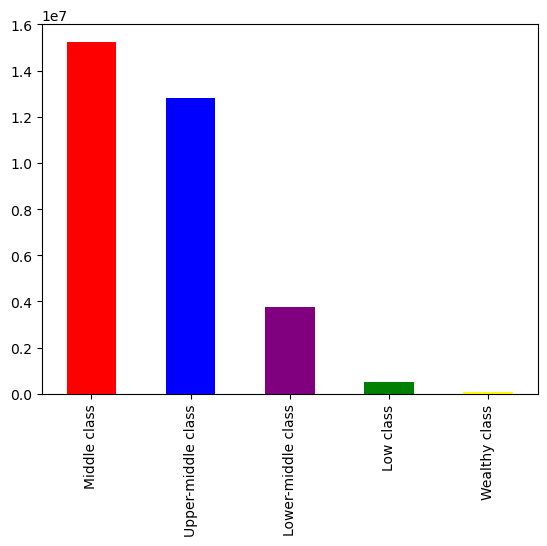 1e7
1.6
1.4
1.2
1.0
0.8
0.6
0.4
0.2
0.0
Middle class
Upper-middle class
Lower-middle class
Low class
Wealthy class